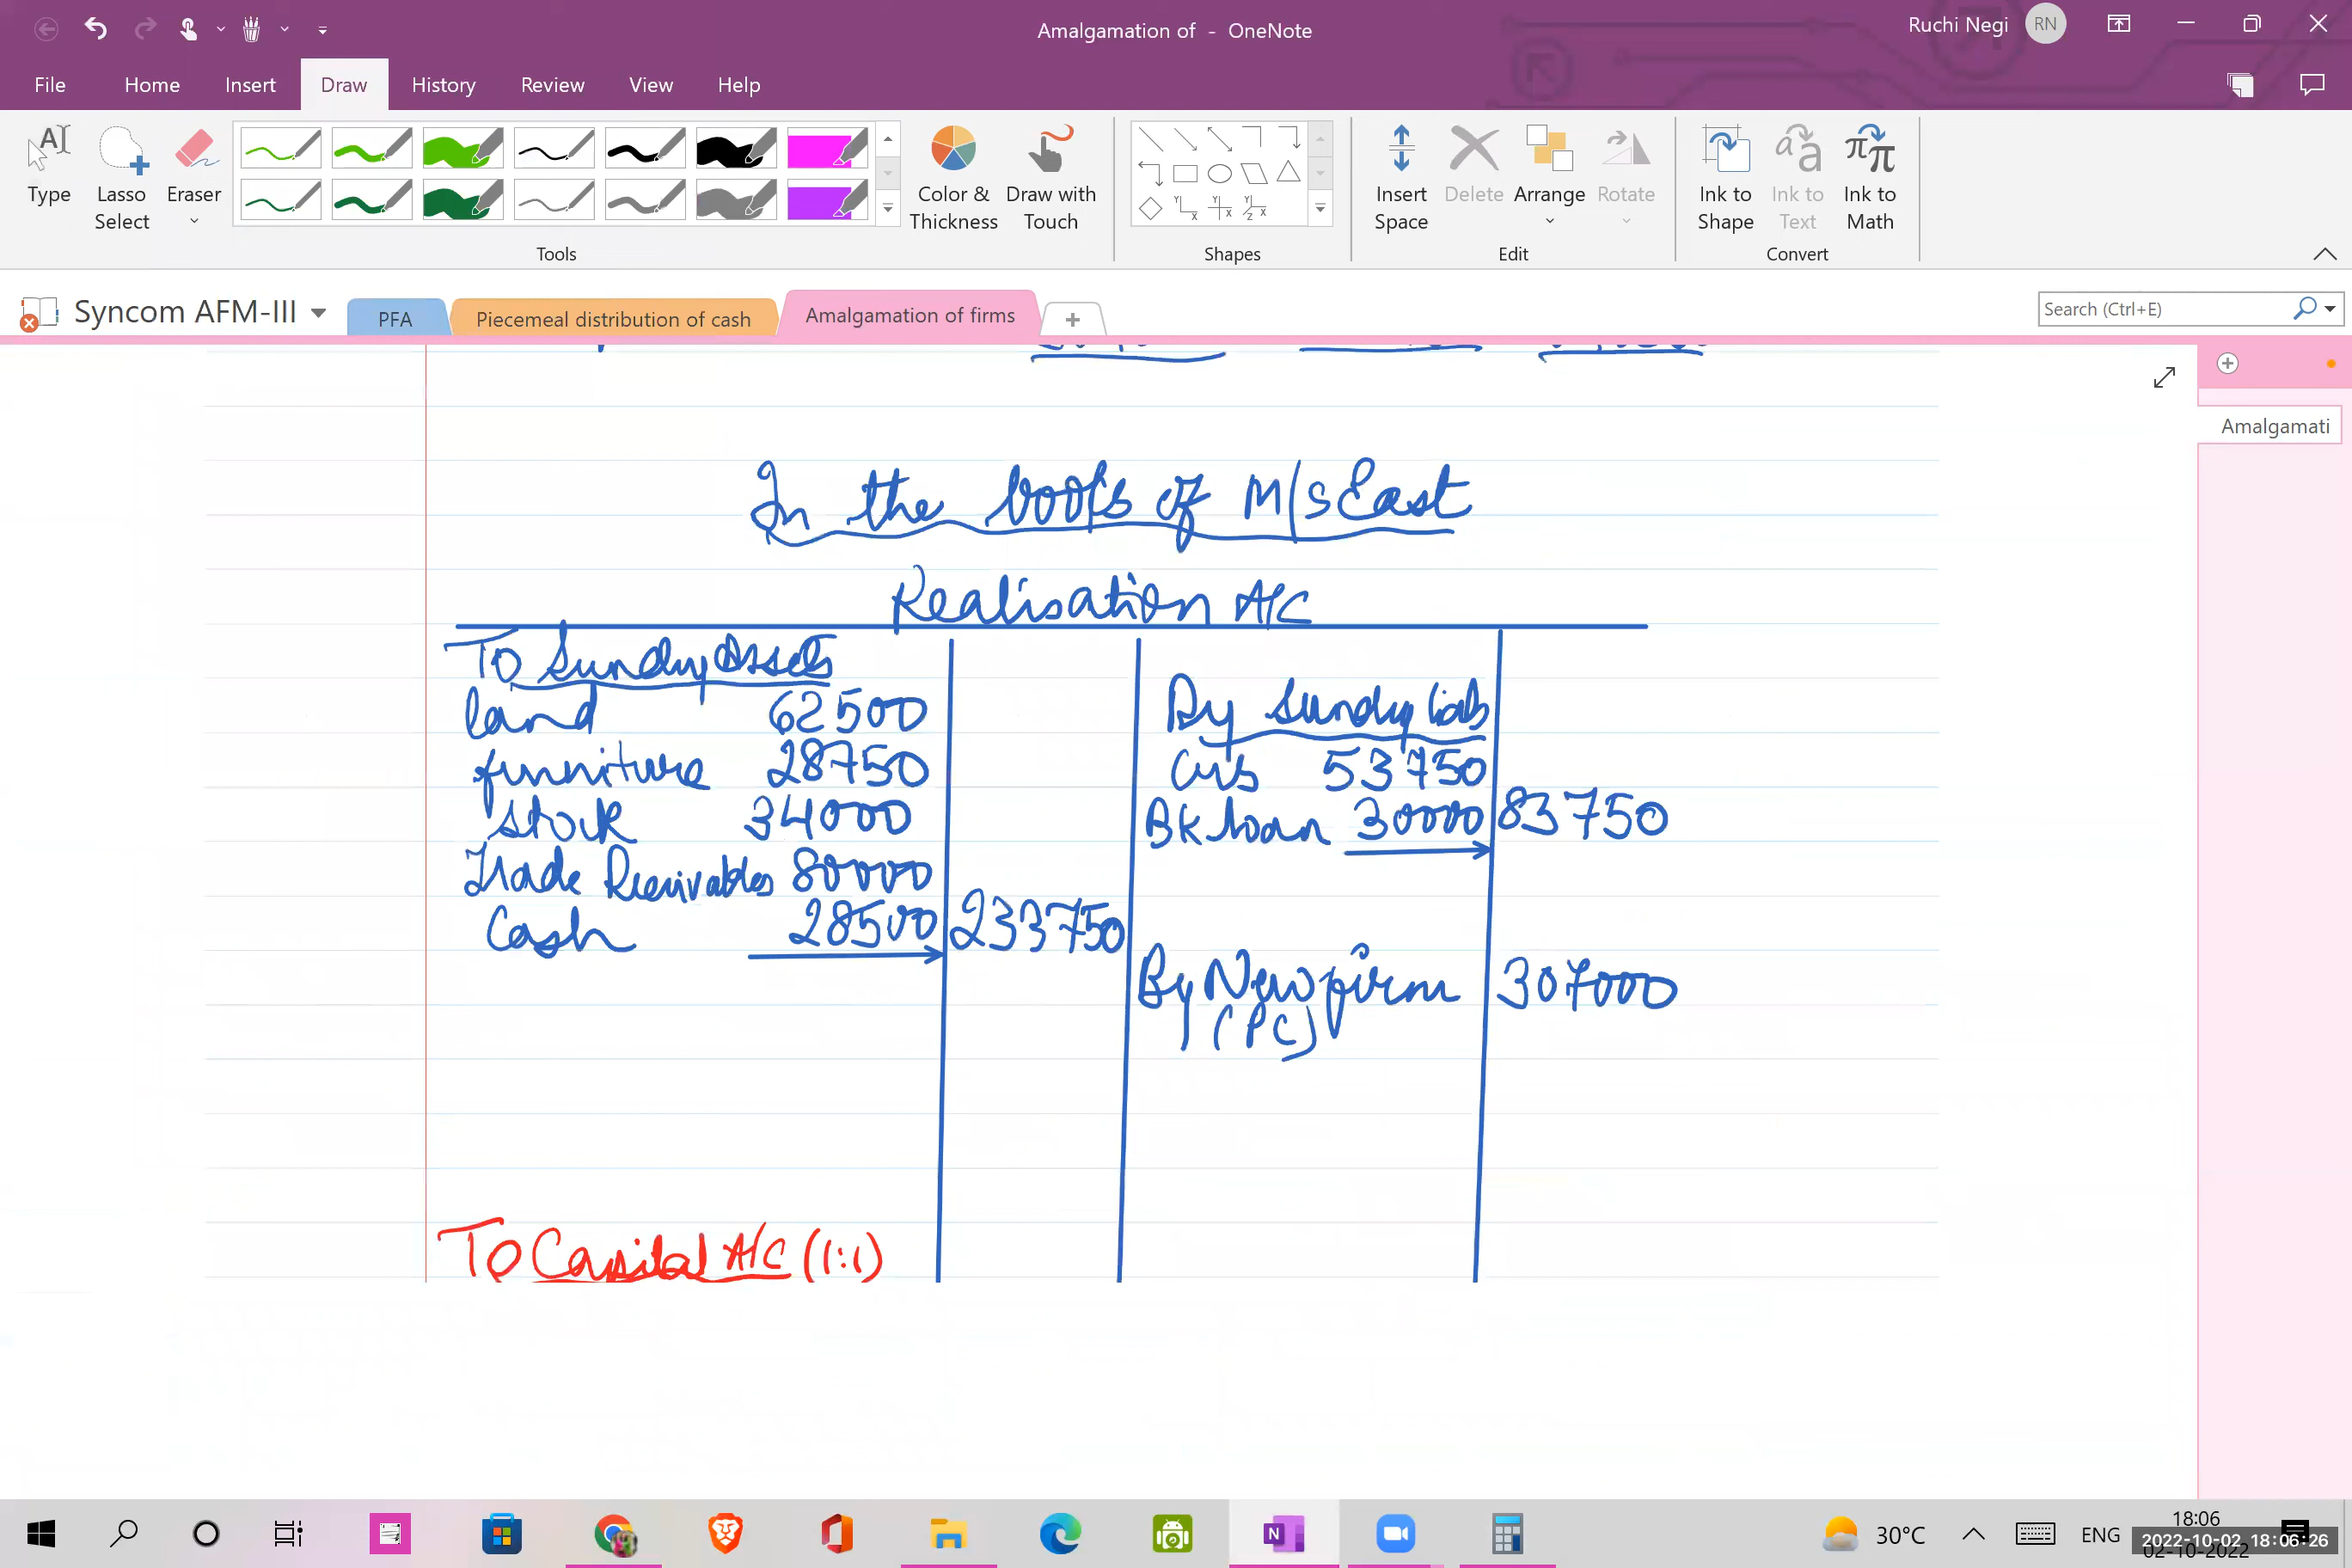 Amalgamation of - OneNote
Ruchi Negi RN
File Home Insert Draw History Review View Help
Type Lasso Select Eraser Color & Thickness Draw with Touch Insert Space Delete Arrange Rotate Ink to Shape Ink to Text Ink to Math
Tools Shapes Edit Convert
Syncom AFM-III PFA Piecemeal distribution of cash Amalgamation of firms + Search (Ctrl+E)
Amalgamati
In the books of M/s East
Realisation A/C
To Sundry Assets
land 62500
By Sundry liab
furniture 28750
Crs 53750
Stock 34000
Bk loan 30000 83750
Trade Receivables 80000
Cash 28500 233750
By New firm 307000
(PC)
To Capital A/C (1:1)
30°C ENG 18:06
02-10-2022
2022-10-02 18:06:26